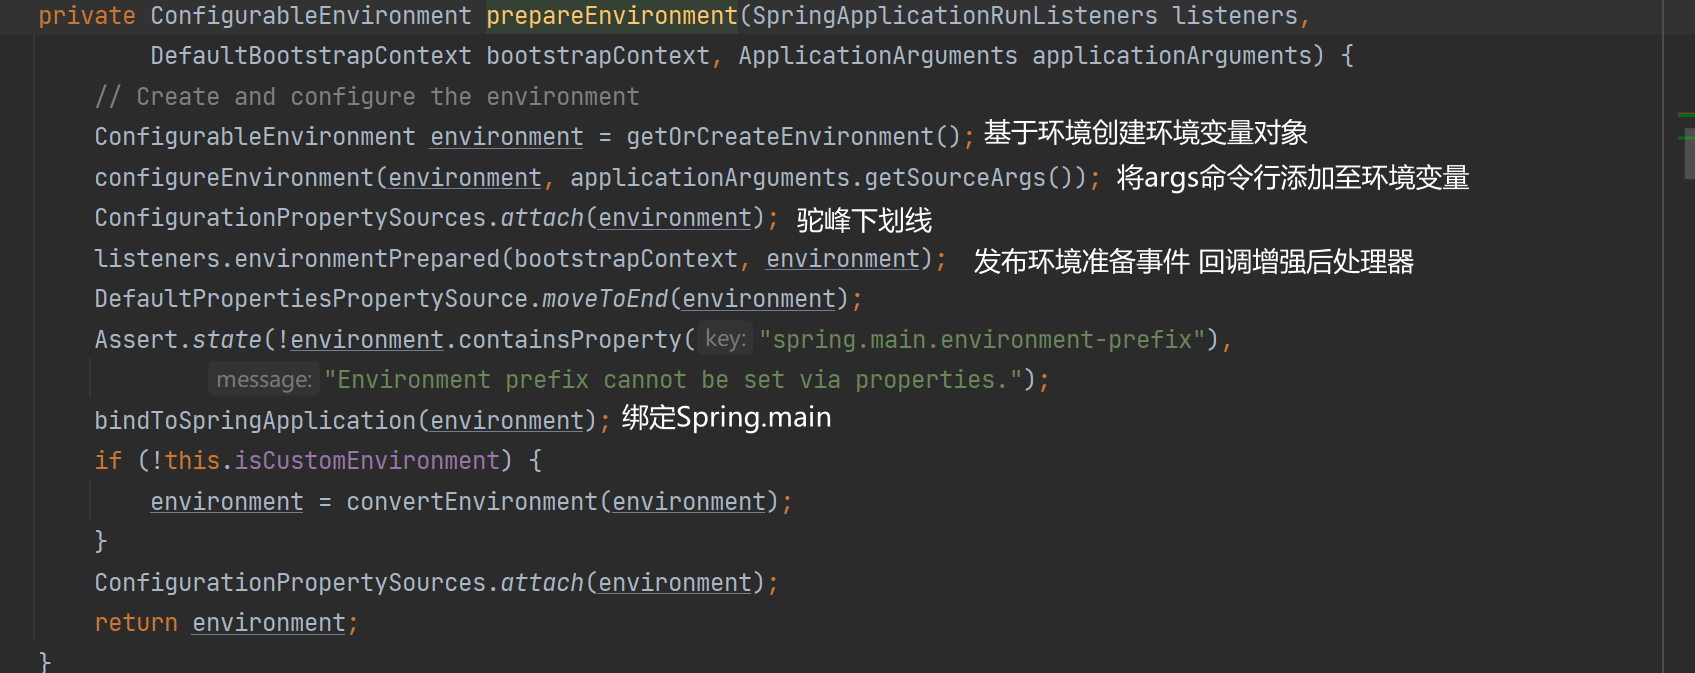 private ConfigurableEnvironment prepareEnvironment(SpringApplicationRunListeners listeners,
DefaultBootstrapContext bootstrapContext, ApplicationArguments applicationArguments) {
// Create and configure the environment
ConfigurableEnvironment environment = getOrCreateEnvironment(); 基于环境创建环境变量对象
configureEnvironment(environment, applicationArguments.getSourceArgs()); 将args命令行添加至环境变量
ConfigurationPropertySources.attach(environment); 驼峰下划线
listeners.environmentPrepared(bootstrapContext, environment); 发布环境准备事件 回调增强后处理器
DefaultPropertiesPropertySource.moveToEnd(environment);
Assert.state(!environment.containsProperty( key: "spring.main.environment-prefix"),
message: "Environment prefix cannot be set via properties.");
bindToSpringApplication(environment); 绑定Spring.main
if (!this.isCustomEnvironment) {
environment = convertEnvironment(environment);
}
ConfigurationPropertySources.attach(environment);
return environment;
}